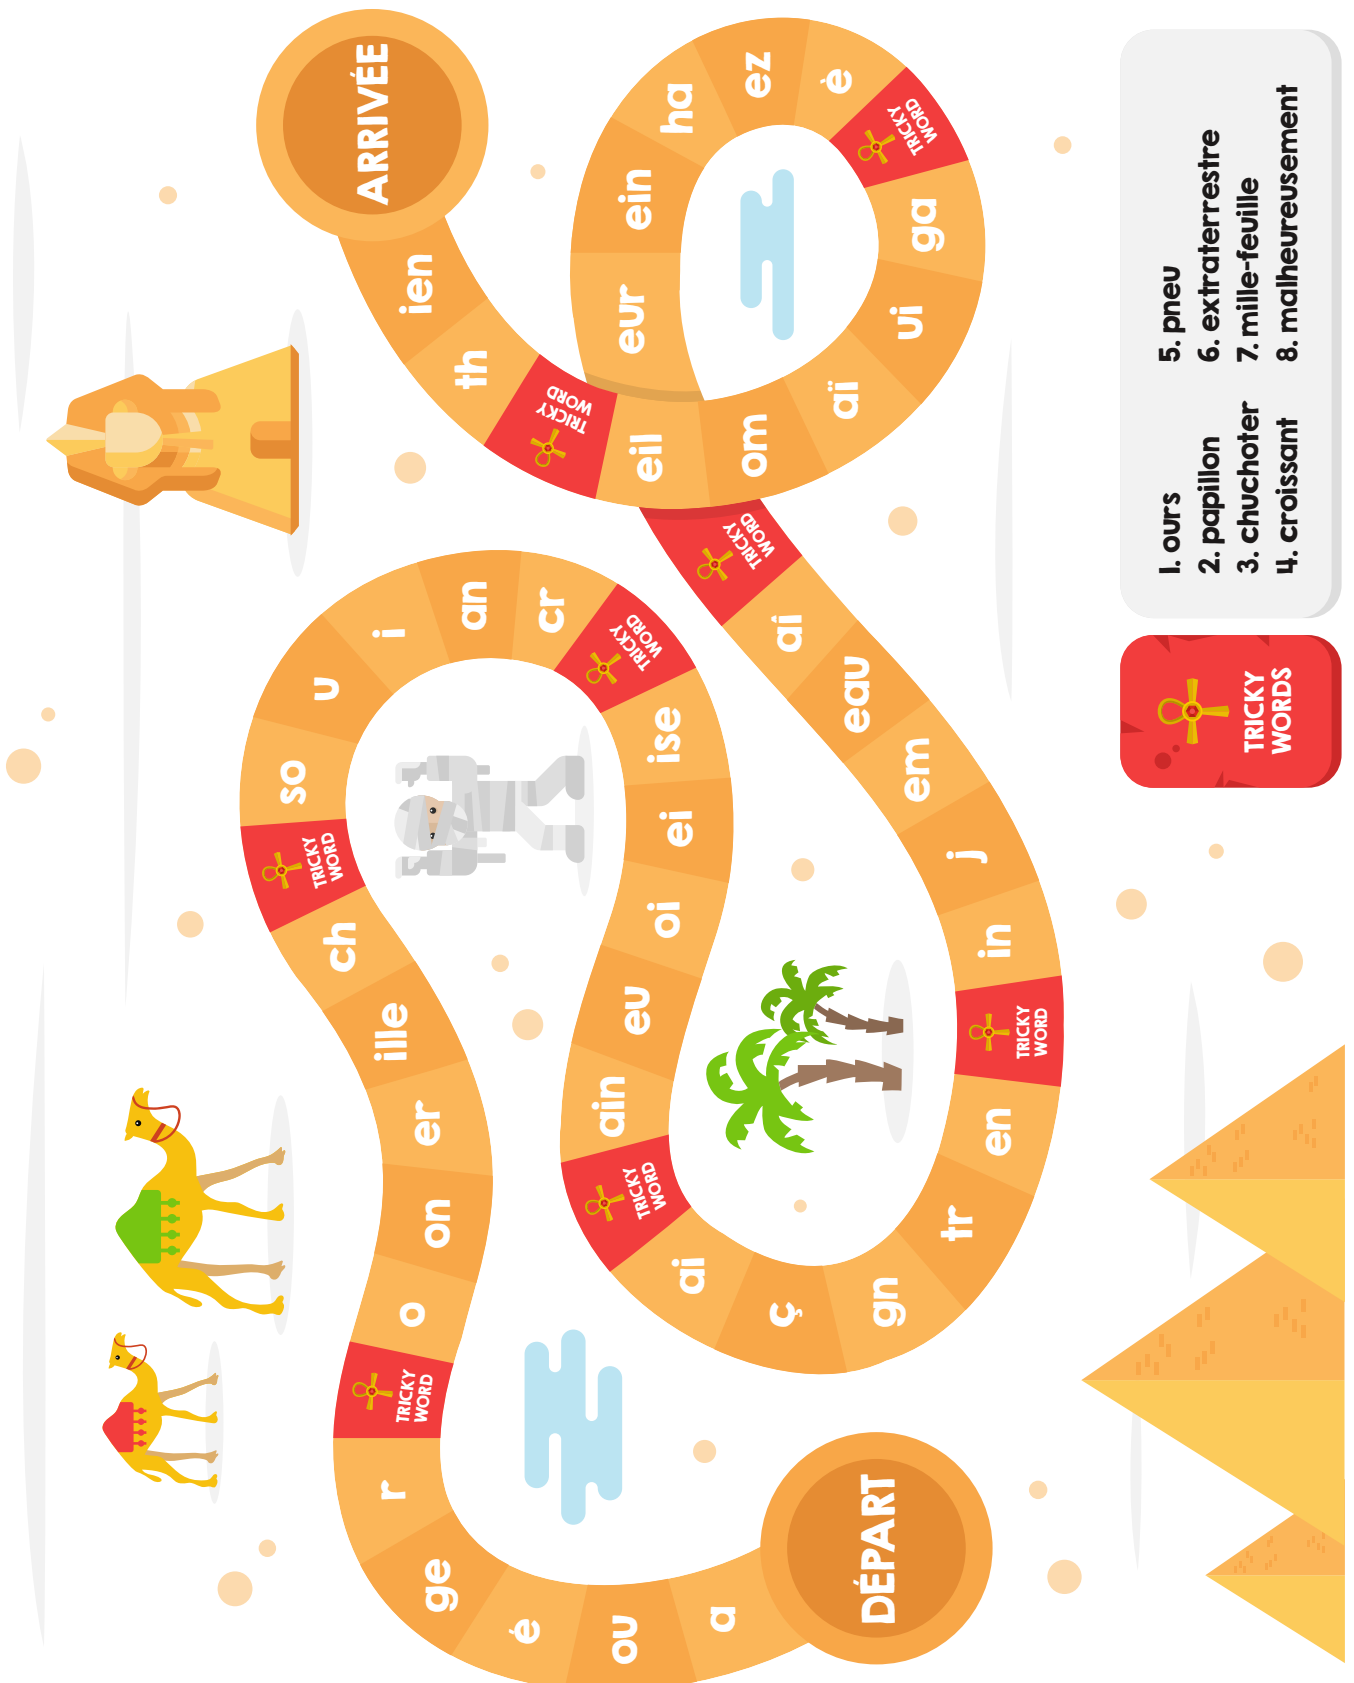 DÉPART
a
ou
é
ge
r
TRICKY
WORD
o
on
er
ille
ch
TRICKY
WORD
so
u
i
an
cr
TRICKY
WORD
ise
ei
oi
eu
ain
TRICKY
WORD
ai
ç
gn
tr
en
TRICKY
WORD
in
j
em
eau
aî
TRICKY
WORD
eur
ein
ha
ez
è
TRICKY
WORD
ga
ui
aï
om
eil
TRICKY
WORD
th
ien
ARRIVÉE
TRICKY
WORDS
1. ours
2. papillon
3. chuchoter
4. croissant
5. pneu
6. extraterrestre
7. mille-feuille
8. malheureusement